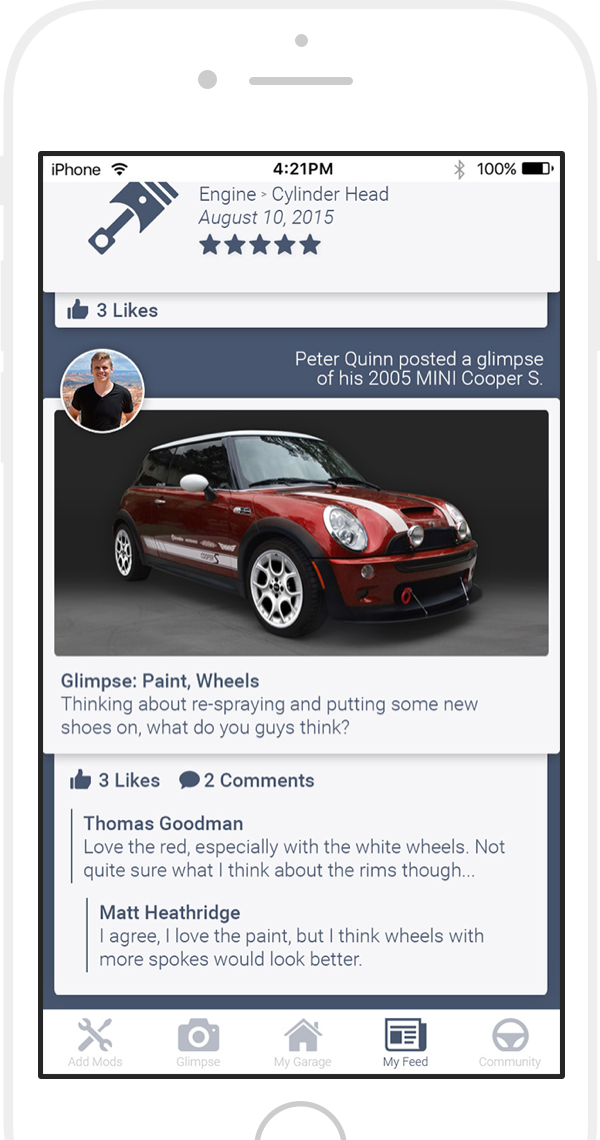 iPhone 4:21PM 100%
Engine > Cylinder Head
August 10, 2015
3 Likes
Peter Quinn posted a glimpse
of his 2005 MINI Cooper S.
COOPER S
Glimpse: Paint, Wheels
Thinking about re-spraying and putting some new
shoes on, what do you guys think?
3 Likes 2 Comments
Thomas Goodman
Love the red, especially with the white wheels. Not
quite sure what I think about the rims though...
Matt Heathridge
I agree, I love the paint, but I think wheels with
more spokes would look better.
Add Mods Glimpse My Garage My Feed Community